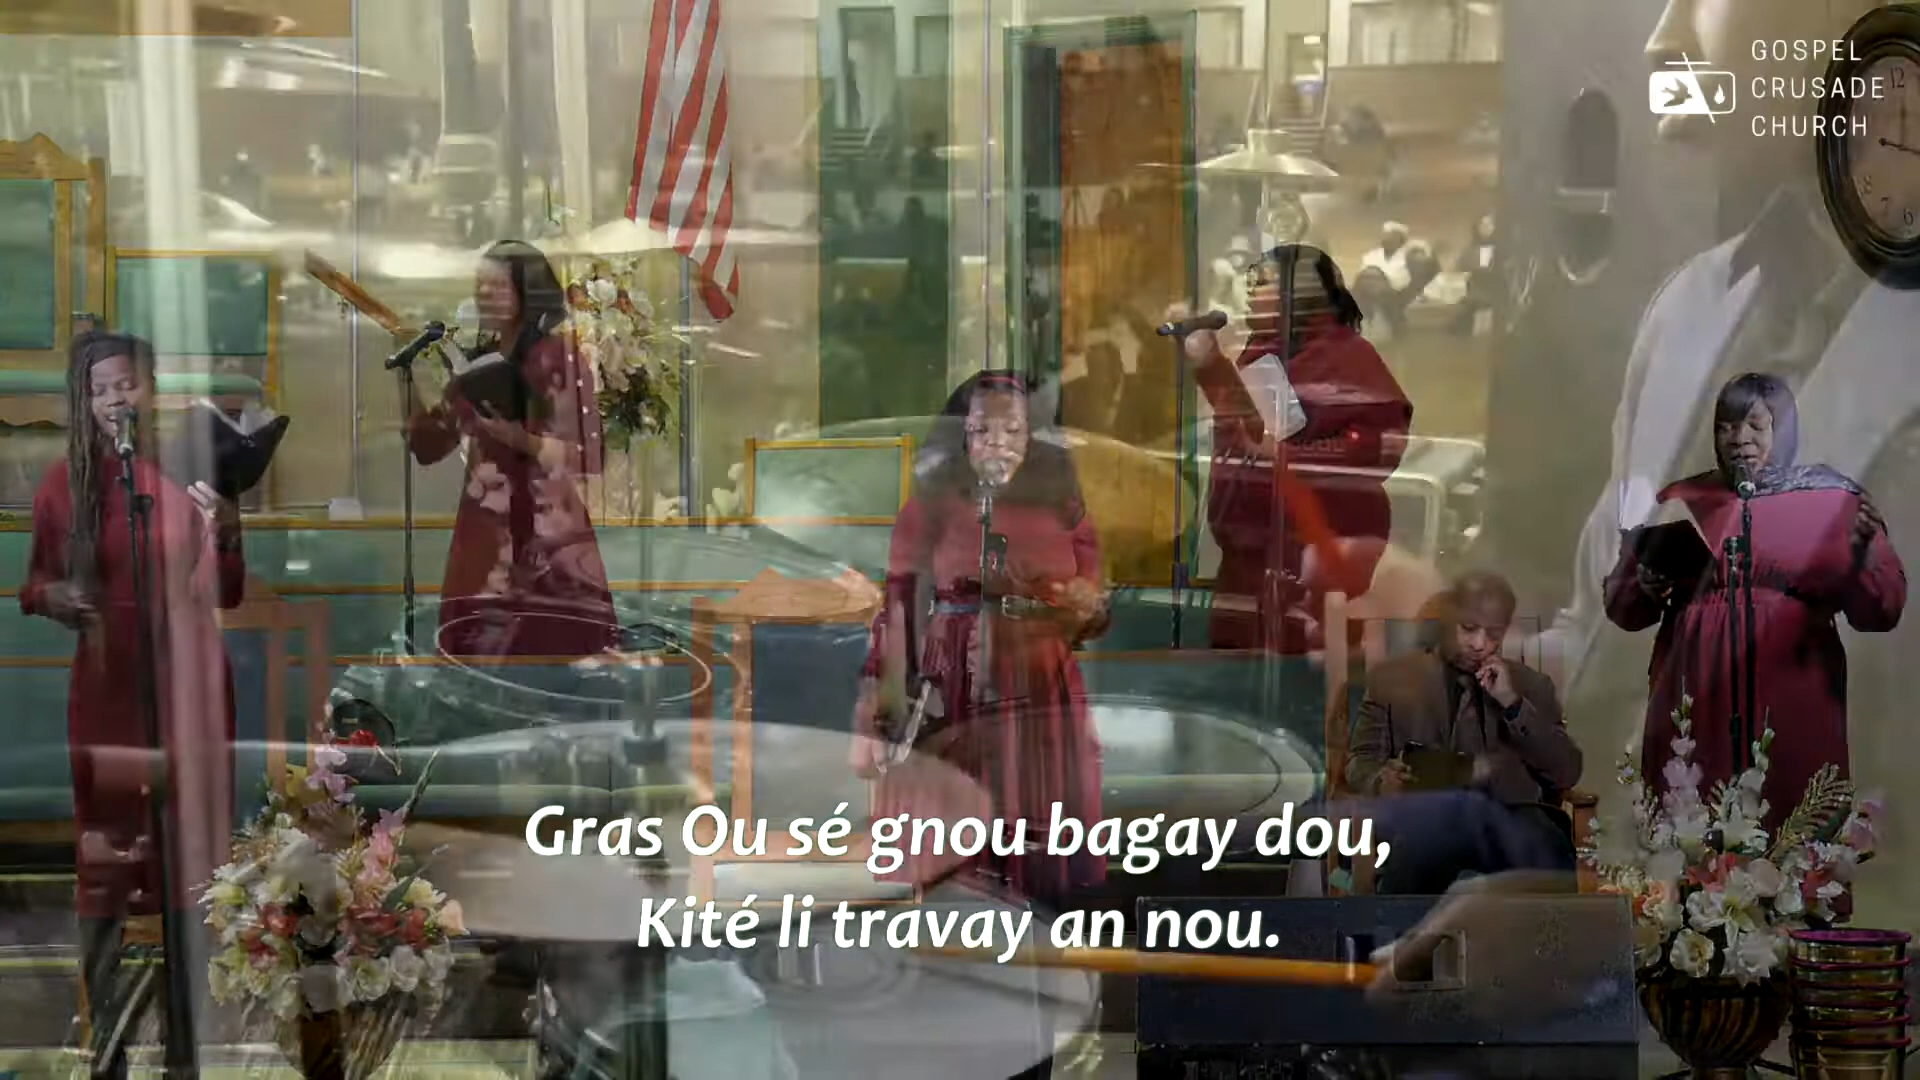 GOSPEL
CRUSADE
CHURCH
Gras Ou sé gnou bagay dou,
Kité li travay an nou.